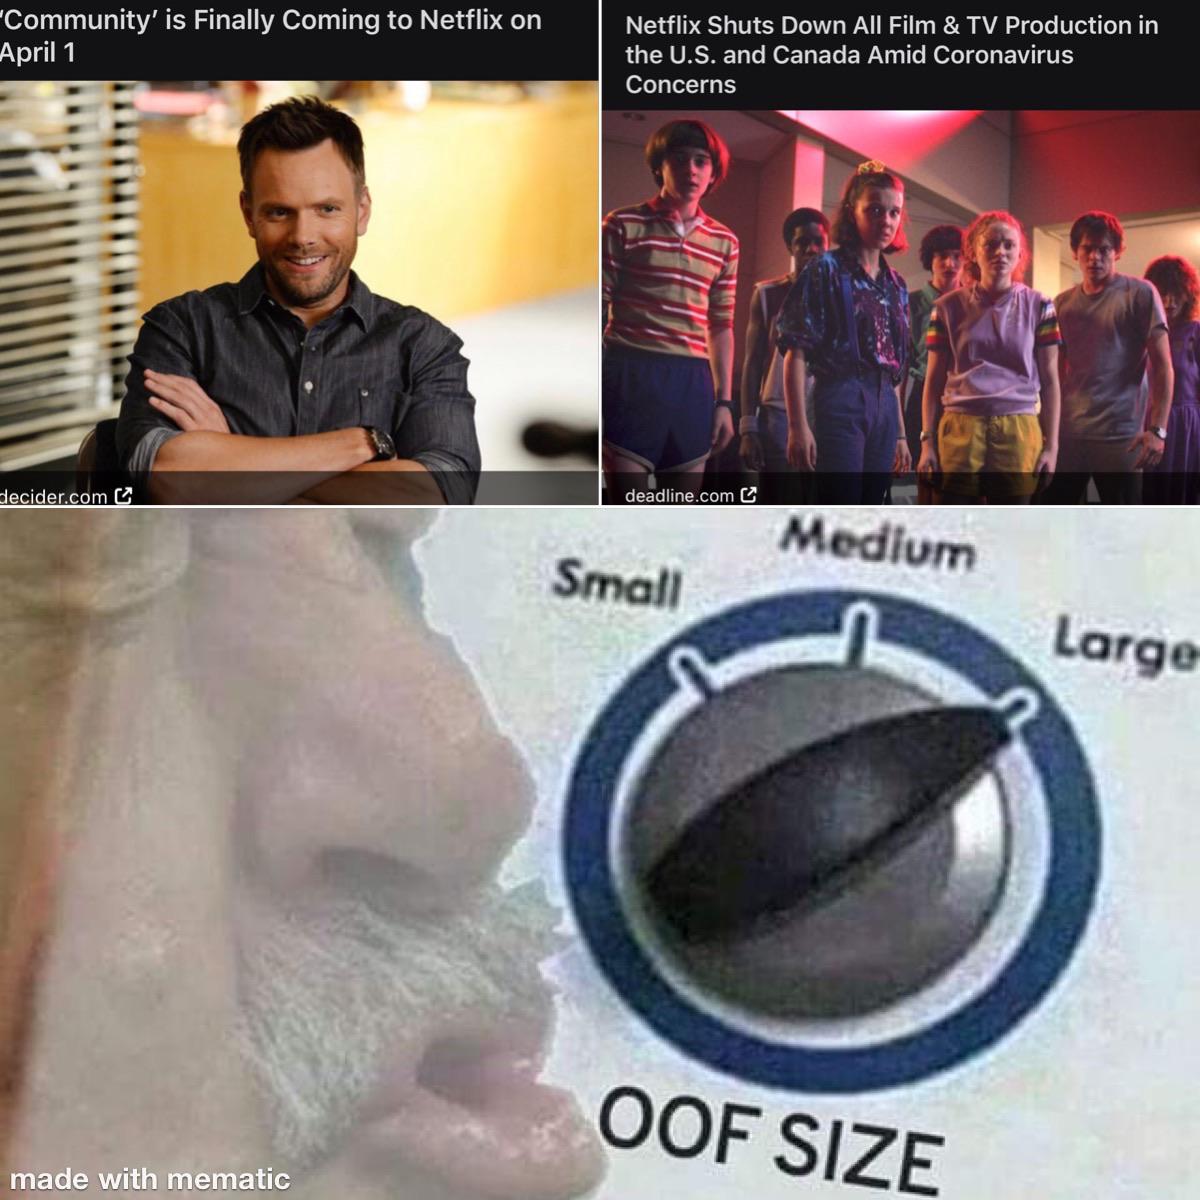 ‘Community’ is Finally Coming to Netflix on
April 1
decider.com
Netflix Shuts Down All Film & TV Production in
the U.S. and Canada Amid Coronavirus
Concerns
deadline.com
Small
Medium
Large
OOF SIZE
made with mematic